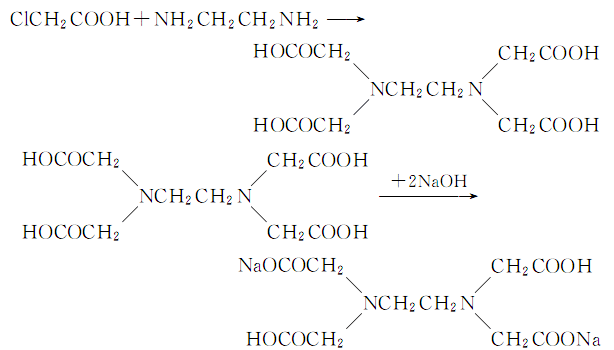 ClCH₂COOH+NH₂CH₂CH₂NH₂ ⟶
HOCOCH₂ CH₂COOH
NCH₂CH₂N
HOCOCH₂ CH₂COOH
HOCOCH₂ CH₂COOH
+2NaOH
NCH₂CH₂N
HOCOCH₂ CH₂COOH
NaOCOCH₂ CH₂COOH
NCH₂CH₂N
HOCOCH₂ CH₂COONa